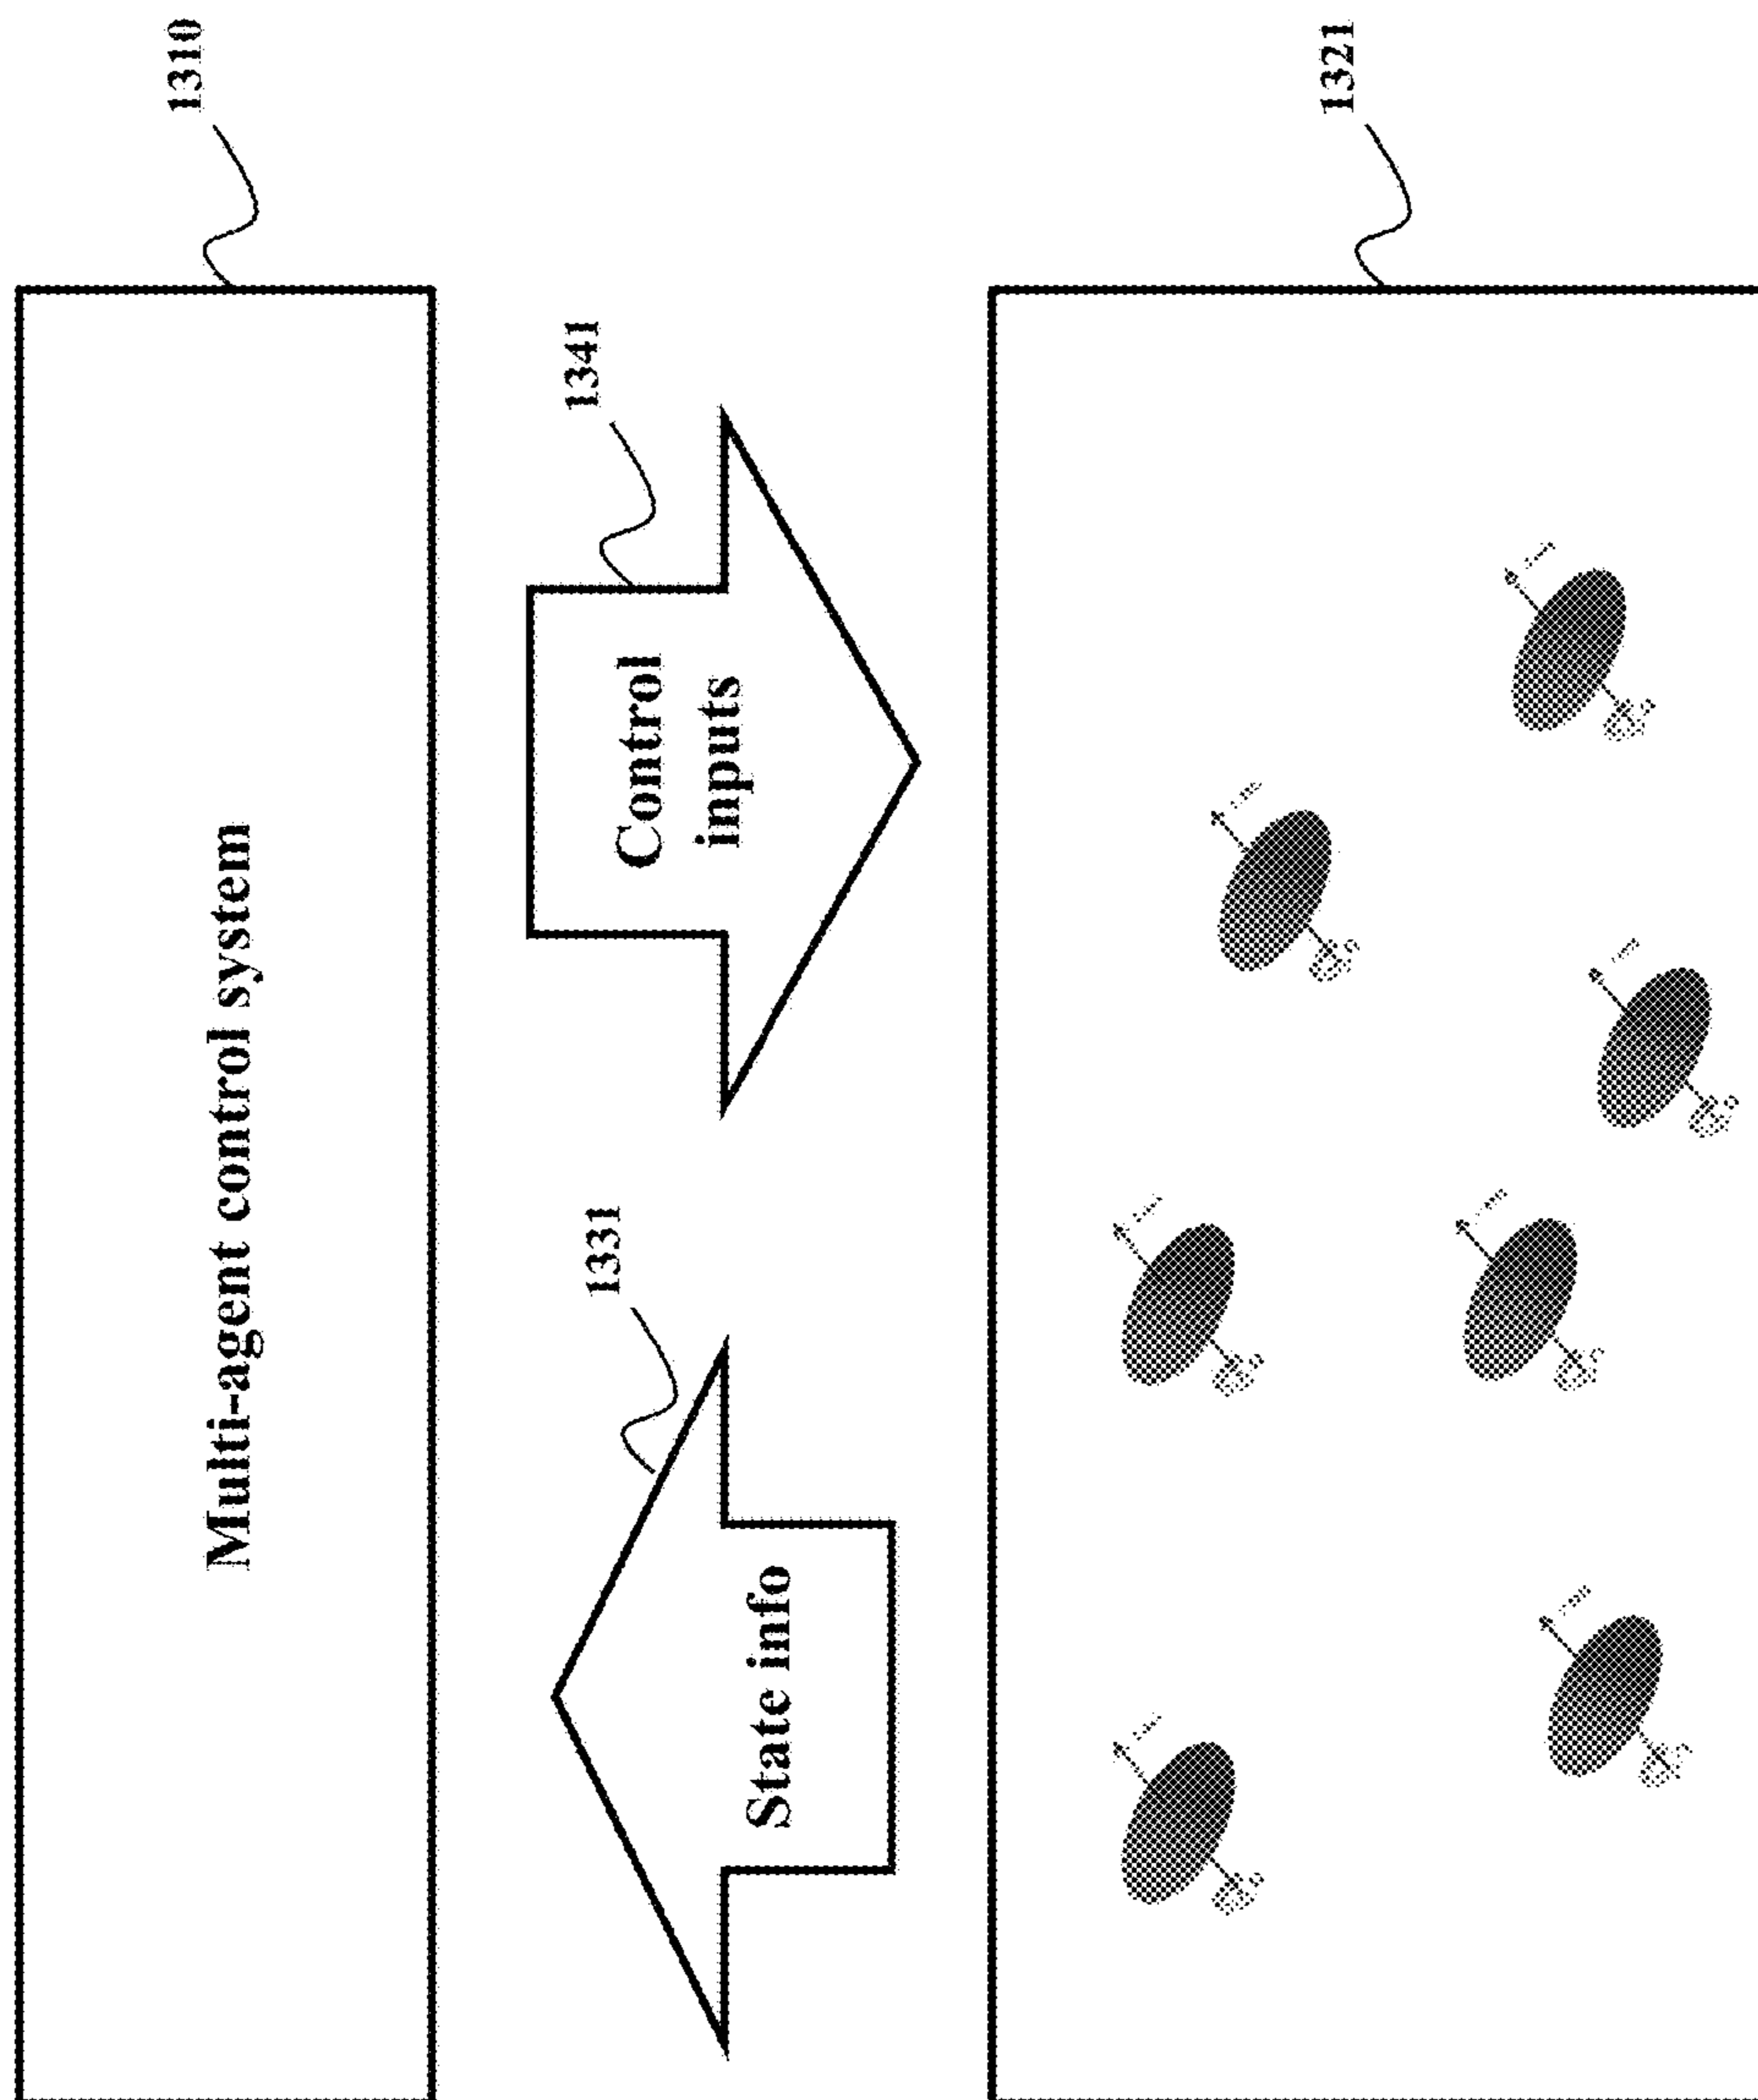 1310
Multi-agent control system
1341
Control
inputs
1331
State info
1321